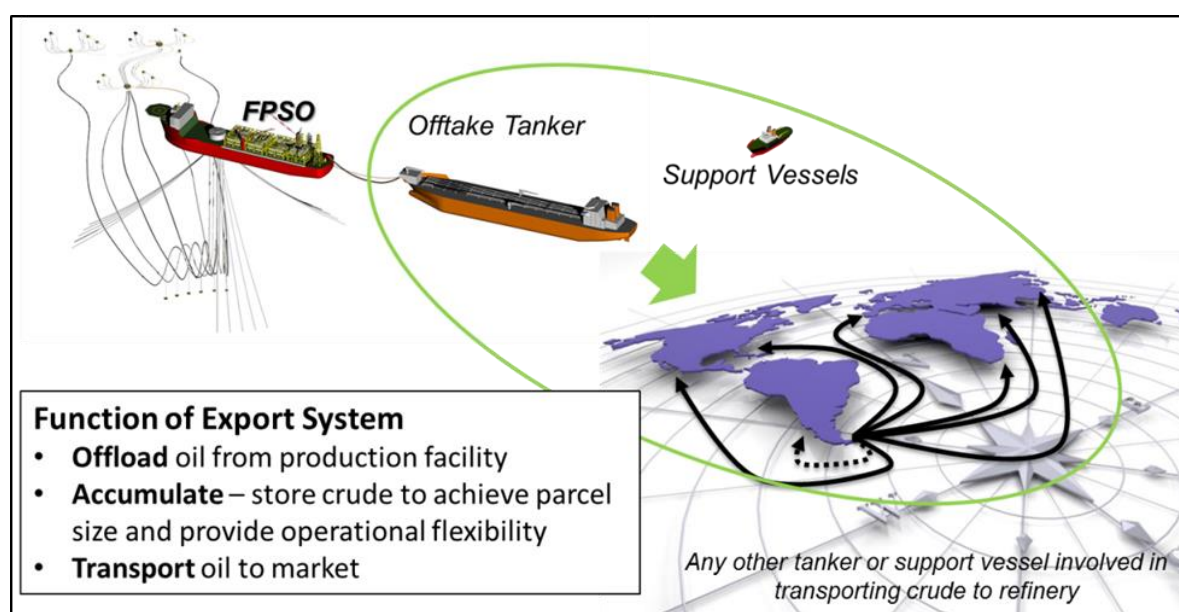 FPSO
Offtake Tanker
Support Vessels
Function of Export System
• Offload oil from production facility
• Accumulate – store crude to achieve parcel
size and provide operational flexibility
• Transport oil to market
Any other tanker or support vessel involved in
transporting crude to refinery